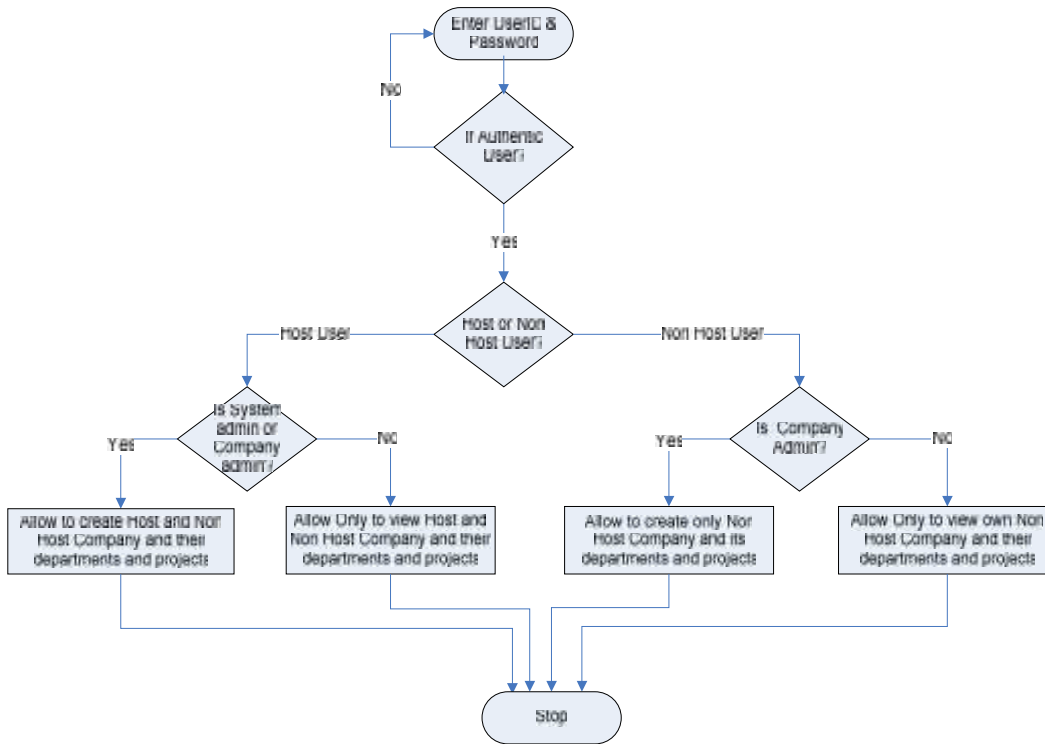 Enter UserID &
Password
No
If Authentic
User?
Yes
Host User
Host or Non
Host User?
Non Host User
Is System
admin or
Company
admin?
Yes
No
Is Company
Admin?
Yes
No
Allow to create Host and Non
Host Company and their
departments and projects
Allow Only to view Host and
Non Host Company and their
departments and projects
Allow to create only Non
Host Company and its
departments and projects
Allow Only to view own Non
Host Company and their
departments and projects
Stop